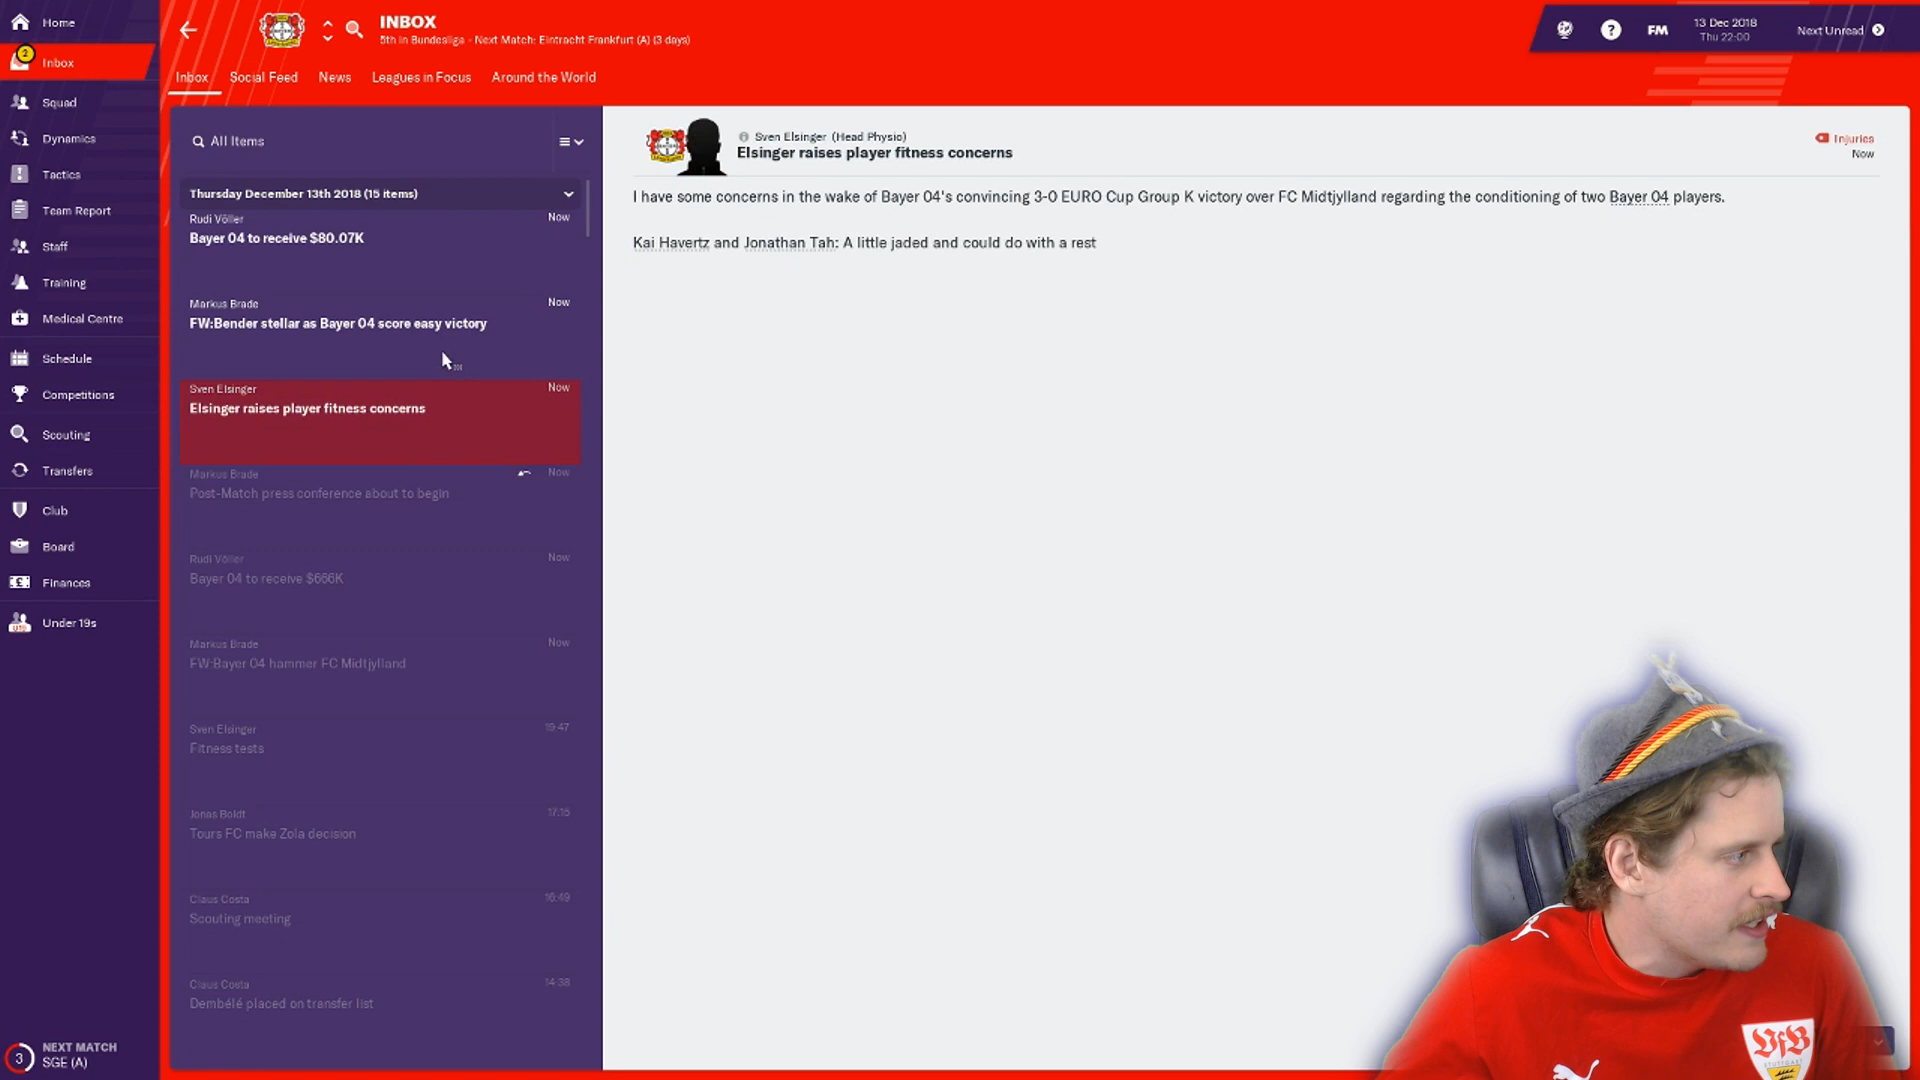 Home
2
Inbox
Squad
Dynamics
Tactics
Team Report
Staff
Training
Medical Centre
Schedule
Competitions
Scouting
Transfers
Club
Board
Finances
Under 19s
3
NEXT MATCH
SGE (A)
INBOX
5th in Bundesliga - Next Match: Eintracht Frankfurt (A) (3 days)
Inbox Social Feed News Leagues in Focus Around the World
?
FM
13 Dec 2018
Thu 22:00
Next Unread
All Items
Thursday December 13th 2018 (15 items)
Rudi Völler Now
Bayer 04 to receive $80.07K
Markus Brade Now
FW:Bender stellar as Bayer 04 score easy victory
Sven Elsinger Now
Elsinger raises player fitness concerns
Markus Brade Now
Post-Match press conference about to begin
Rudi Völler Now
Bayer 04 to receive $666K
Markus Brade Now
FW:Bayer 04 hammer FC Midtjylland
Sven Elsinger 19:47
Fitness tests
Jonas Boldt 17:15
Tours FC make Zola decision
Claus Costa 16:49
Scouting meeting
Claus Costa 14:38
Dembélé placed on transfer list
Sven Elsinger (Head Physio)
Elsinger raises player fitness concerns
Injuries
Now
I have some concerns in the wake of Bayer 04's convincing 3-0 EURO Cup Group K victory over FC Midtjylland regarding the conditioning of two Bayer 04 players.
Kai Havertz and Jonathan Tah: A little jaded and could do with a rest
VfB
STUTTGART